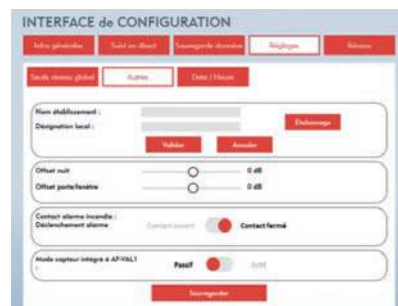 INTERFACE de CONFIGURATION
Infos générales Suivi en direct Sauvegarde données Réglages Réseau
Seuils niveau global Autres Date / Heure
Nom établissement :
Désignation local :
Etalonnage
Valider Annuler
Offset nuit 0 dB
Offset porte/fenêtre 0 dB
Contact alarme incendie :
Déclenchement alarme Contact ouvert Contact fermé
Mode capteur intégré à AF-VAL1
: Passif Actif
Sauvegarder